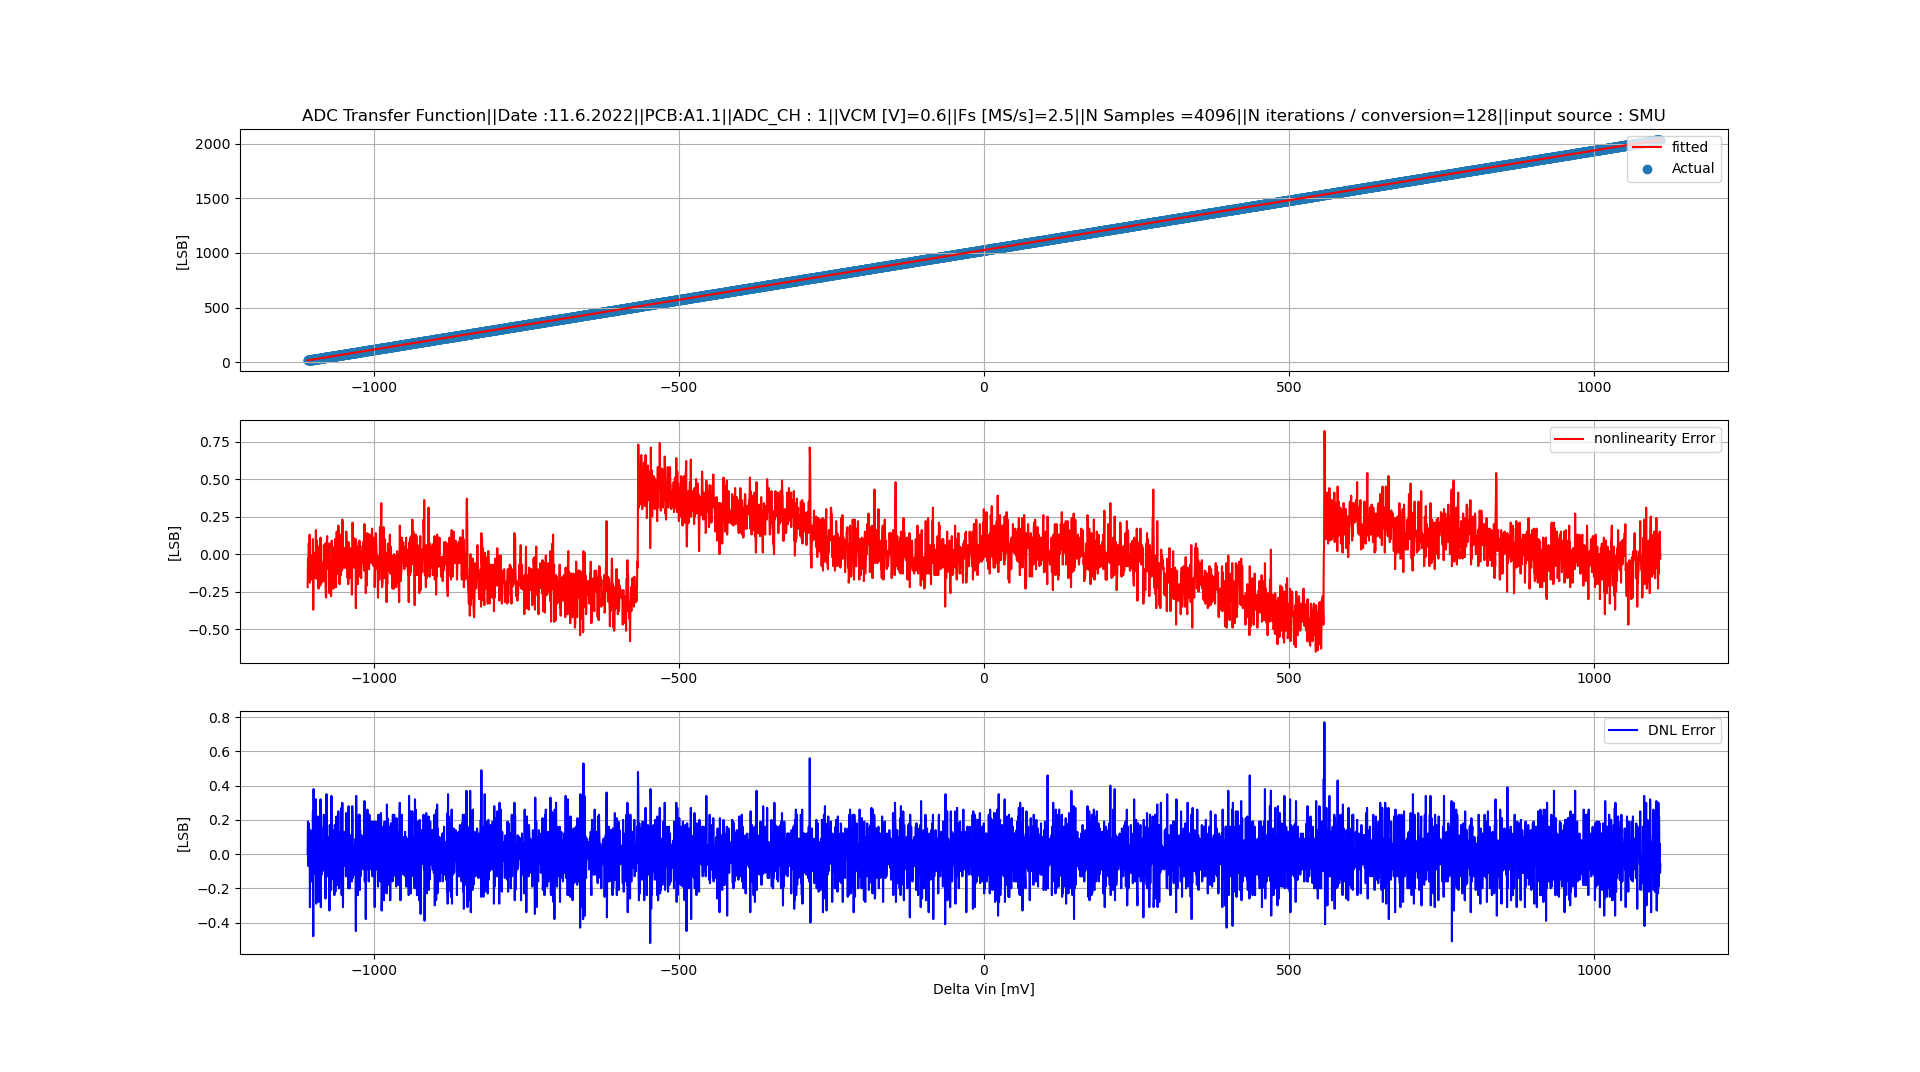 ADC Transfer Function||Date :11.6.2022||PCB:A1.1||ADC_CH : 1||VCM [V]=0.6||Fs [MS/s]=2.5||N Samples =4096||N iterations / conversion=128||input source : SMU
2000
1500
1000
500
0
[LSB]
fitted
Actual
−1000 −500 0 500 1000
0.75
0.50
0.25
0.00
−0.25
−0.50
[LSB]
nonlinearity Error
−1000 −500 0 500 1000
0.8
0.6
0.4
0.2
0.0
−0.2
−0.4
[LSB]
DNL Error
−1000 −500 0 500 1000
Delta Vin [mV]